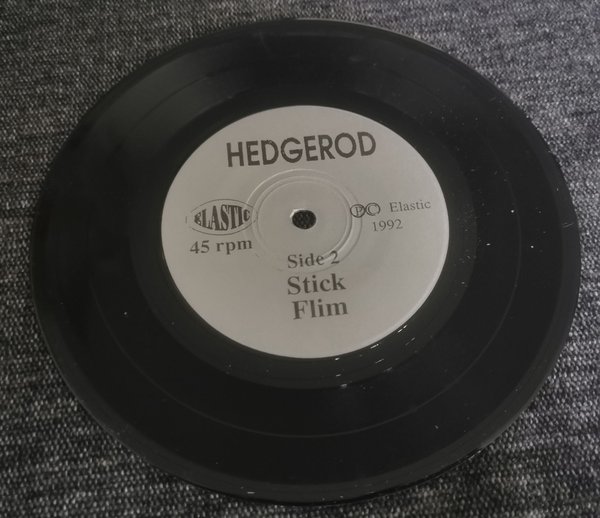 HEDGEROD
ELASTIC
45 rpm
Ⓟ© Elastic
1992
Side 2
Stick
Flim